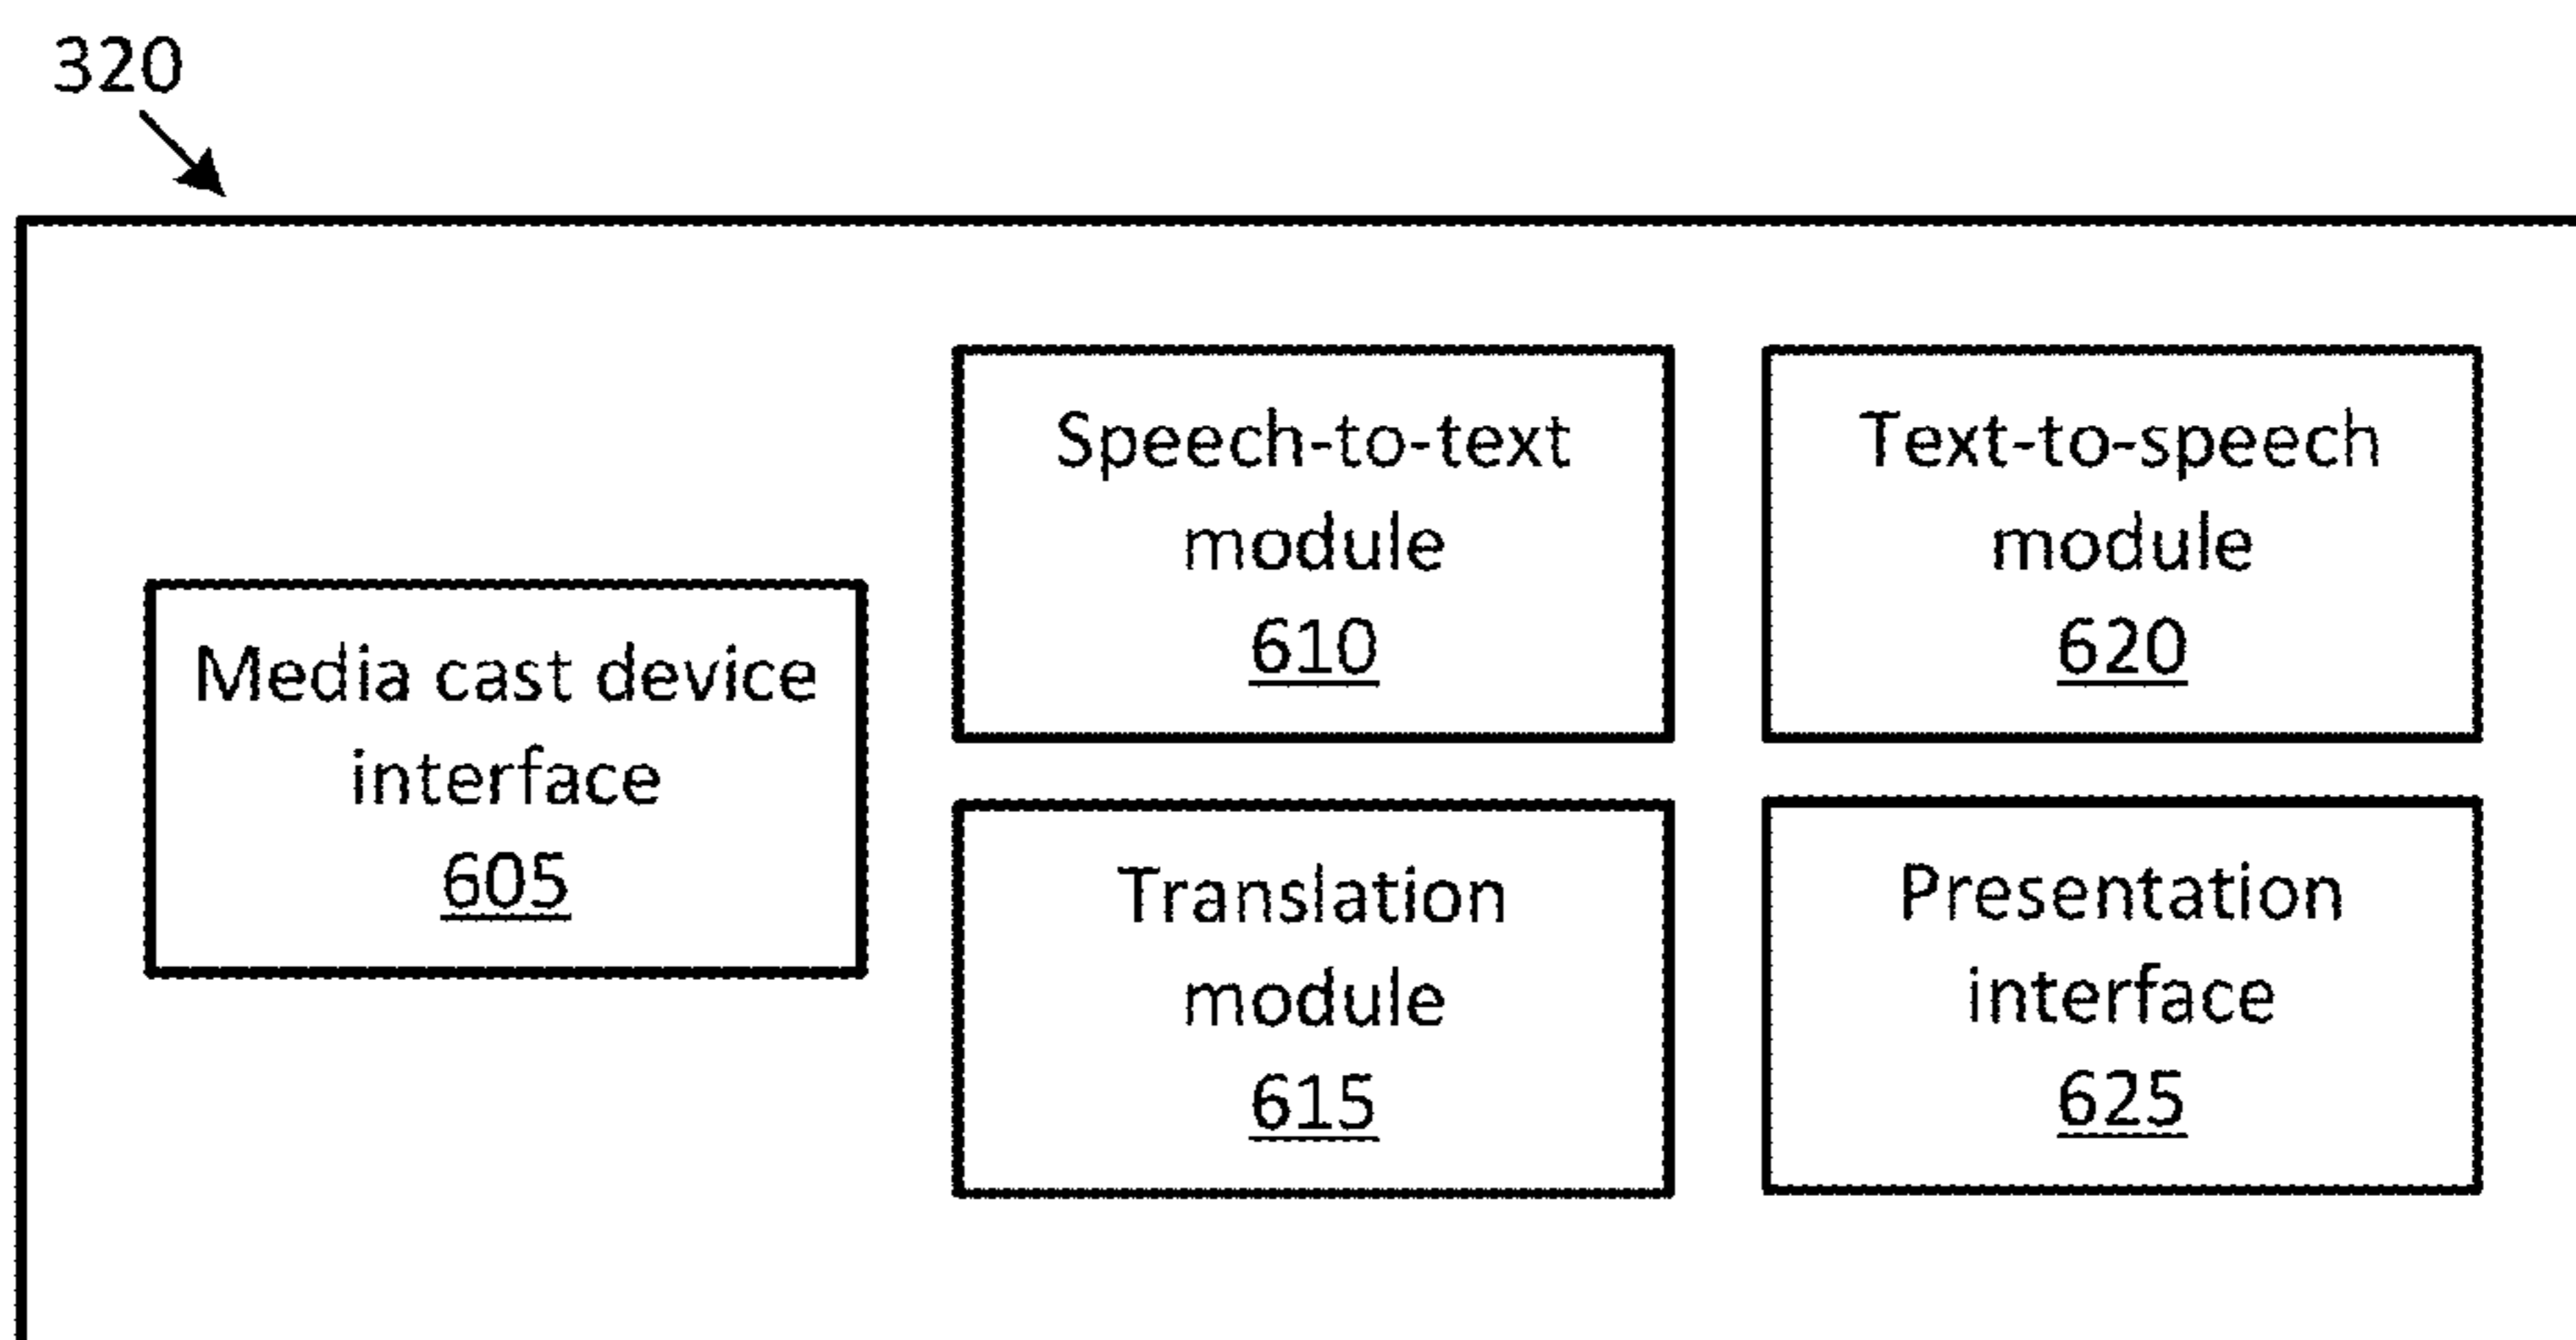 320
Media cast device
interface
605
Speech-to-text
module
610
Text-to-speech
module
620
Translation
module
615
Presentation
interface
625